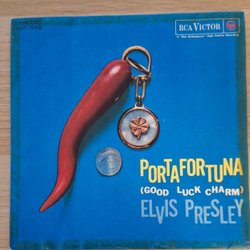 RCA VICTOR
PORTAFORTUNA
(GOOD LUCK CHARM)
ELVIS PRESLEY